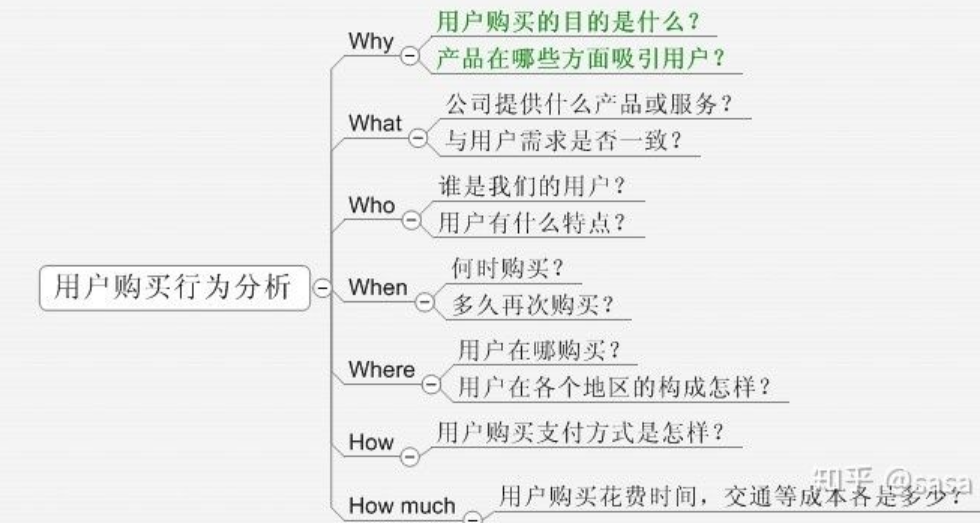 Why
用户购买的目的是什么？
产品在哪些方面吸引用户？
What
公司提供什么产品或服务？
与用户需求是否一致？
Who
谁是我们的用户？
用户有什么特点？
用户购买行为分析
When
何时购买？
多久再次购买？
Where
用户在哪购买？
用户在各个地区的构成怎样？
How
用户购买支付方式是怎样？
How much
用户购买花费时间，交通等成本各是多少？
知乎 @sasa